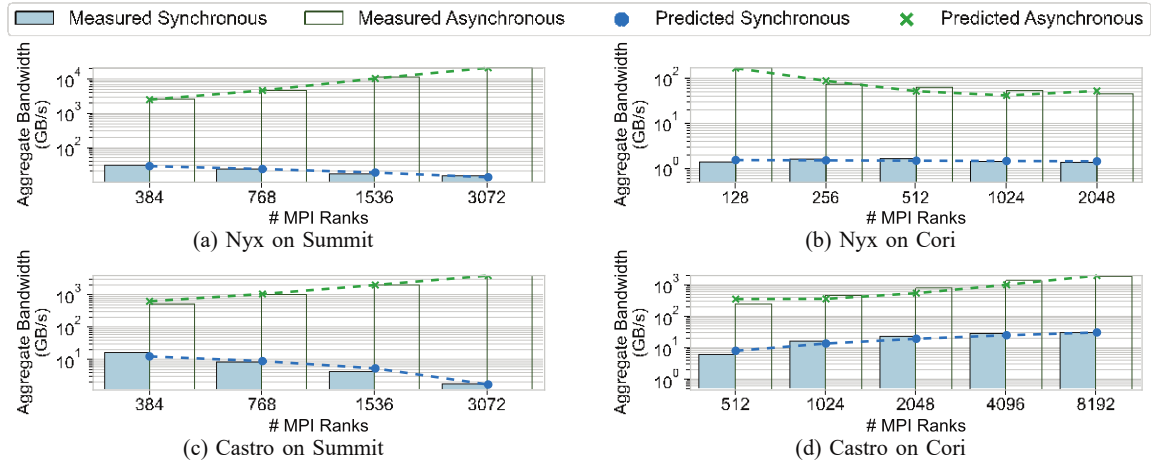 Measured Synchronous Measured Asynchronous Predicted Synchronous Predicted Asynchronous
Aggregate Bandwidth
(GB/s)
10^4
10^3
10^2
384 768 1536 3072
# MPI Ranks
(a) Nyx on Summit
Aggregate Bandwidth
(GB/s)
10^2
10^1
10^0
128 256 512 1024 2048
# MPI Ranks
(b) Nyx on Cori
Aggregate Bandwidth
(GB/s)
10^3
10^2
10^1
384 768 1536 3072
# MPI Ranks
(c) Castro on Summit
Aggregate Bandwidth
(GB/s)
10^3
10^2
10^1
10^0
512 1024 2048 4096 8192
# MPI Ranks
(d) Castro on Cori